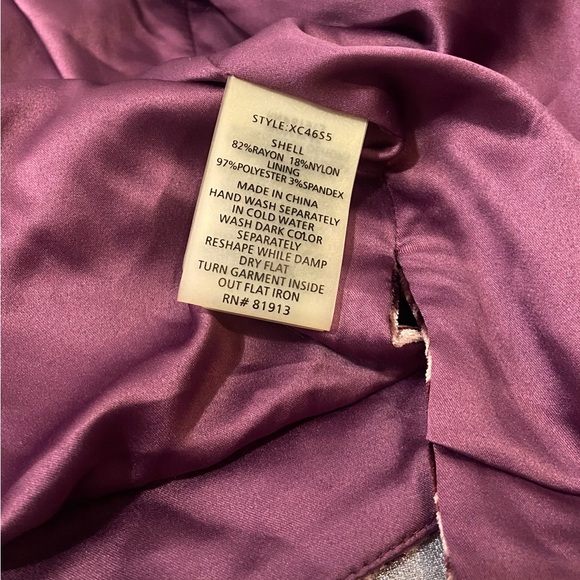 STYLE:XC46S5
SHELL
82%RAYON 18%NYLON
LINING
97%POLYESTER 3%SPANDEX
MADE IN CHINA
HAND WASH SEPARATELY
IN COLD WATER
WASH DARK COLOR
SEPARATELY
RESHAPE WHILE DAMP
DRY FLAT
TURN GARMENT INSIDE
OUT FLAT IRON
RN# 81913